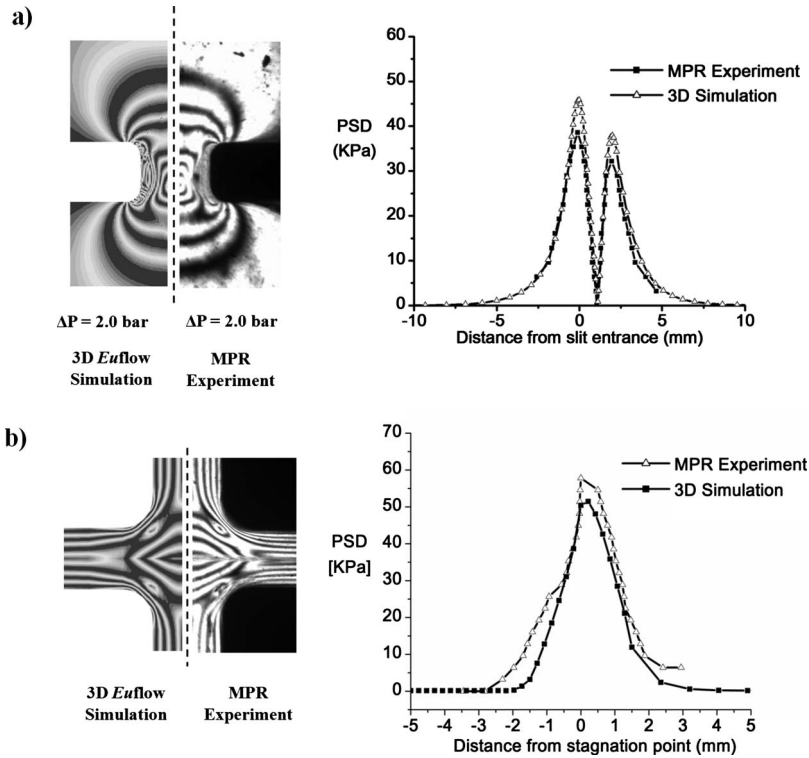 a)
ΔP = 2.0 bar
ΔP = 2.0 bar
3D Euflow
Simulation
MPR
Experiment
PSD
(KPa)
60
50
40
30
20
10
0
-10
-5
0
5
10
Distance from slit entrance (mm)
MPR Experiment
3D Simulation
b)
3D Euflow
Simulation
MPR
Experiment
PSD
[KPa]
70
60
50
40
30
20
10
0
-5
-4
-3
-2
-1
0
1
2
3
4
5
Distance from stagnation point (mm)
MPR Experiment
3D Simulation